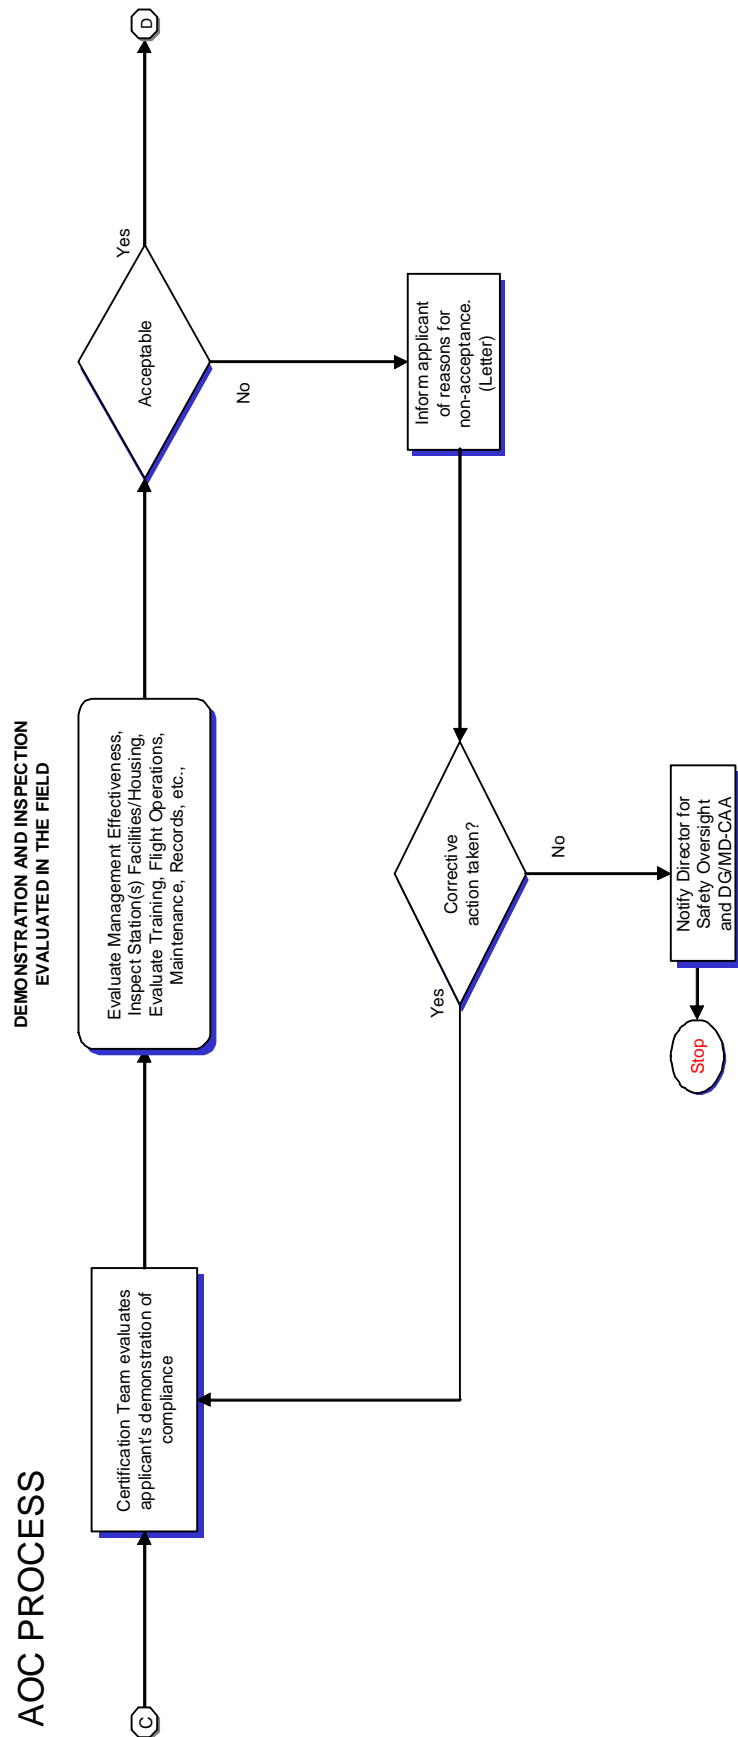 AOC PROCESS
DEMONSTRATION AND INSPECTION
EVALUATED IN THE FIELD
C
Certification Team evaluates
applicant's demonstration of
compliance
Evaluate Management Effectiveness,
Inspect Station(s) Facilities/Housing,
Evaluate Training, Flight Operations,
Maintenance, Records, etc.,
Acceptable
Yes
D
No
Inform applicant
of reasons for
non-acceptance.
(Letter)
Corrective
action taken?
Yes
No
Notify Director for
Safety Oversight
and DG/MD-CAA
Stop